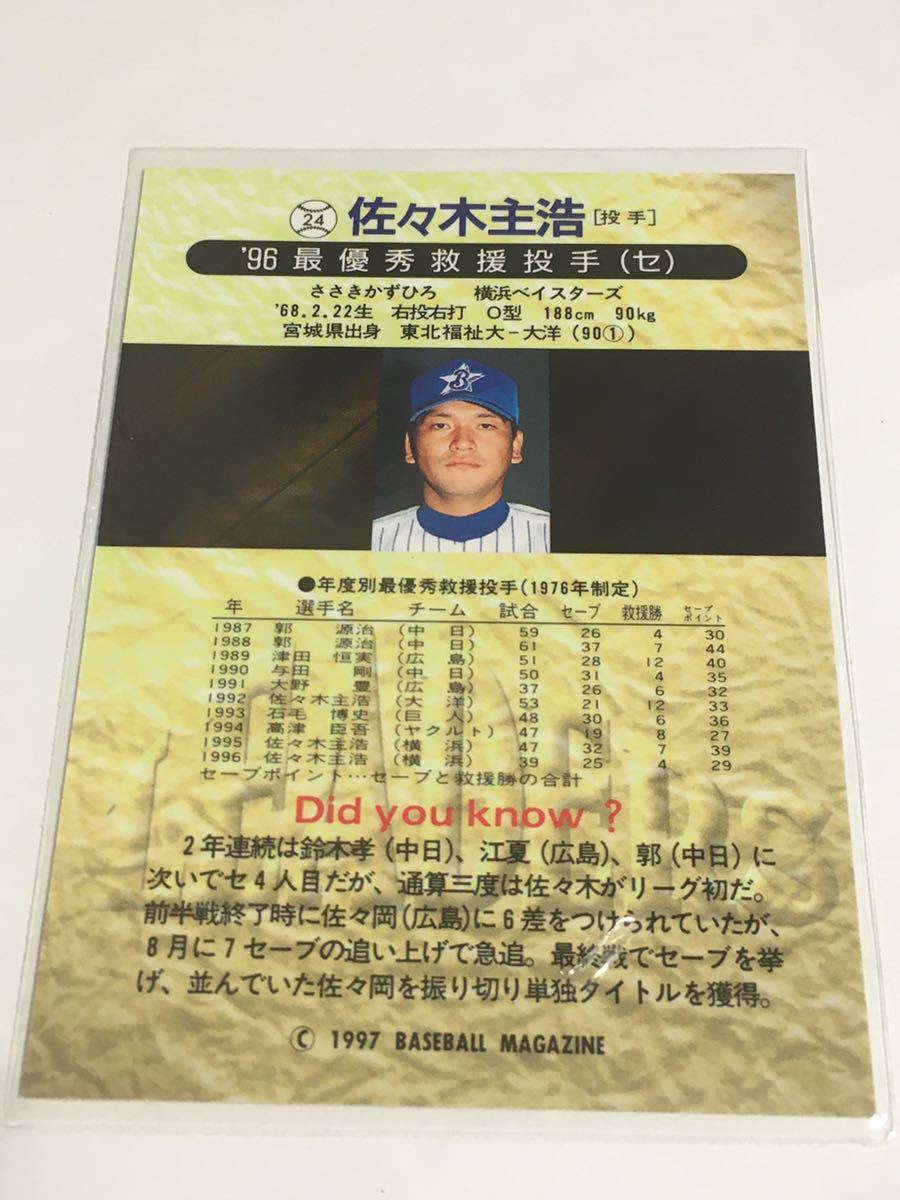 24 佐々木主浩 [投手]
'96 最優秀救援投手(セ)
ささきかずひろ 横浜ベイスターズ
'68.2.22生 右投右打 O型 188cm 90kg
宮城県出身 東北福祉大-大洋(90①)
B
●年度別最優秀救援投手(1976年制定)
年 選手名 チーム 試合 セーブ 救援勝 セーブポイント
1987 郭 源治 (中日) 59 26 4 30
1988 郭 源治 (中日) 61 37 7 44
1989 津田 恒実 (広島) 51 28 12 40
1990 与田 剛 (中日) 50 31 4 35
1991 大野 豊 (広島) 37 26 6 32
1992 佐々木主浩 (大洋) 53 21 12 33
1993 石毛 博史 (巨人) 48 30 6 36
1994 高津 臣吾 (ヤクルト) 47 19 8 27
1995 佐々木主浩 (横浜) 47 32 7 39
1996 佐々木主浩 (横浜) 39 25 4 29
セーブポイント…セーブと救援勝の合計
LEADERS
Did you know ?
2年連続は鈴木孝(中日)、江夏(広島)、郭(中日)に
次いでセ4人目だが、通算三度は佐々木がリーグ初だ。
前半戦終了時に佐々岡(広島)に6差をつけられていたが、
8月に7セーブの追い上げで急追。最終戦でセーブを挙
げ、並んでいた佐々岡を振り切り単独タイトルを獲得。
Ⓒ 1997 BASEBALL MAGAZINE